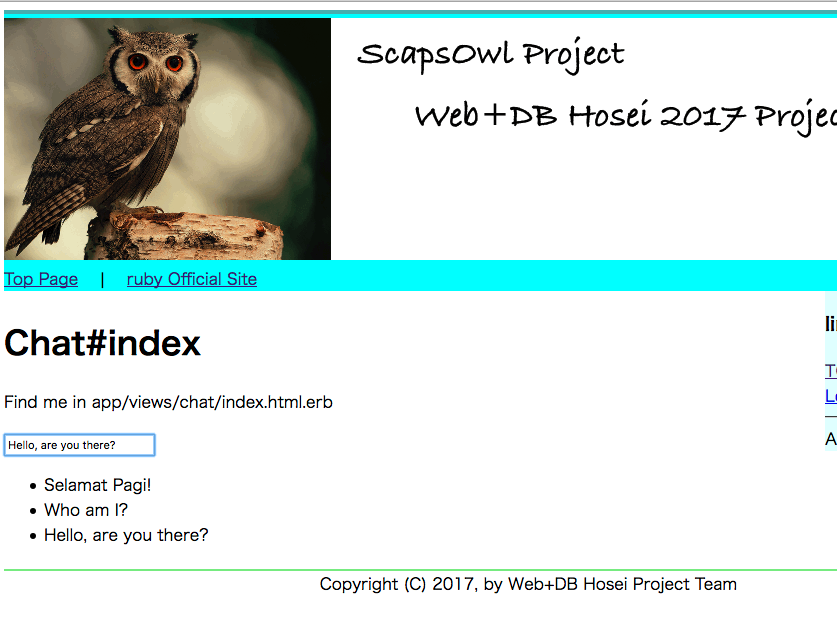 ScapsOwl Project
Web+DB Hosei 2017 Projec
Top Page | ruby Official Site
Chat#index
Find me in app/views/chat/index.html.erb
Hello, are you there?
Selamat Pagi!
Who am I?
Hello, are you there?
Copyright (C) 2017, by Web+DB Hosei Project Team